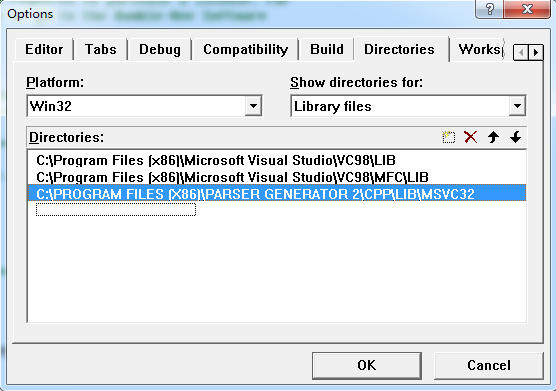 Options
Editor
Tabs
Debug
Compatibility
Build
Directories
Platform:
Show directories for:
Win32
Library files
Directories:
C:\Program Files (x86)\Microsoft Visual Studio\VC98\LIB
C:\Program Files (x86)\Microsoft Visual Studio\VC98\MFC\LIB
C:\PROGRAM FILES (X86)\PARSER GENERATOR 2\CPP\LIB\MSVC32
OK
Cancel